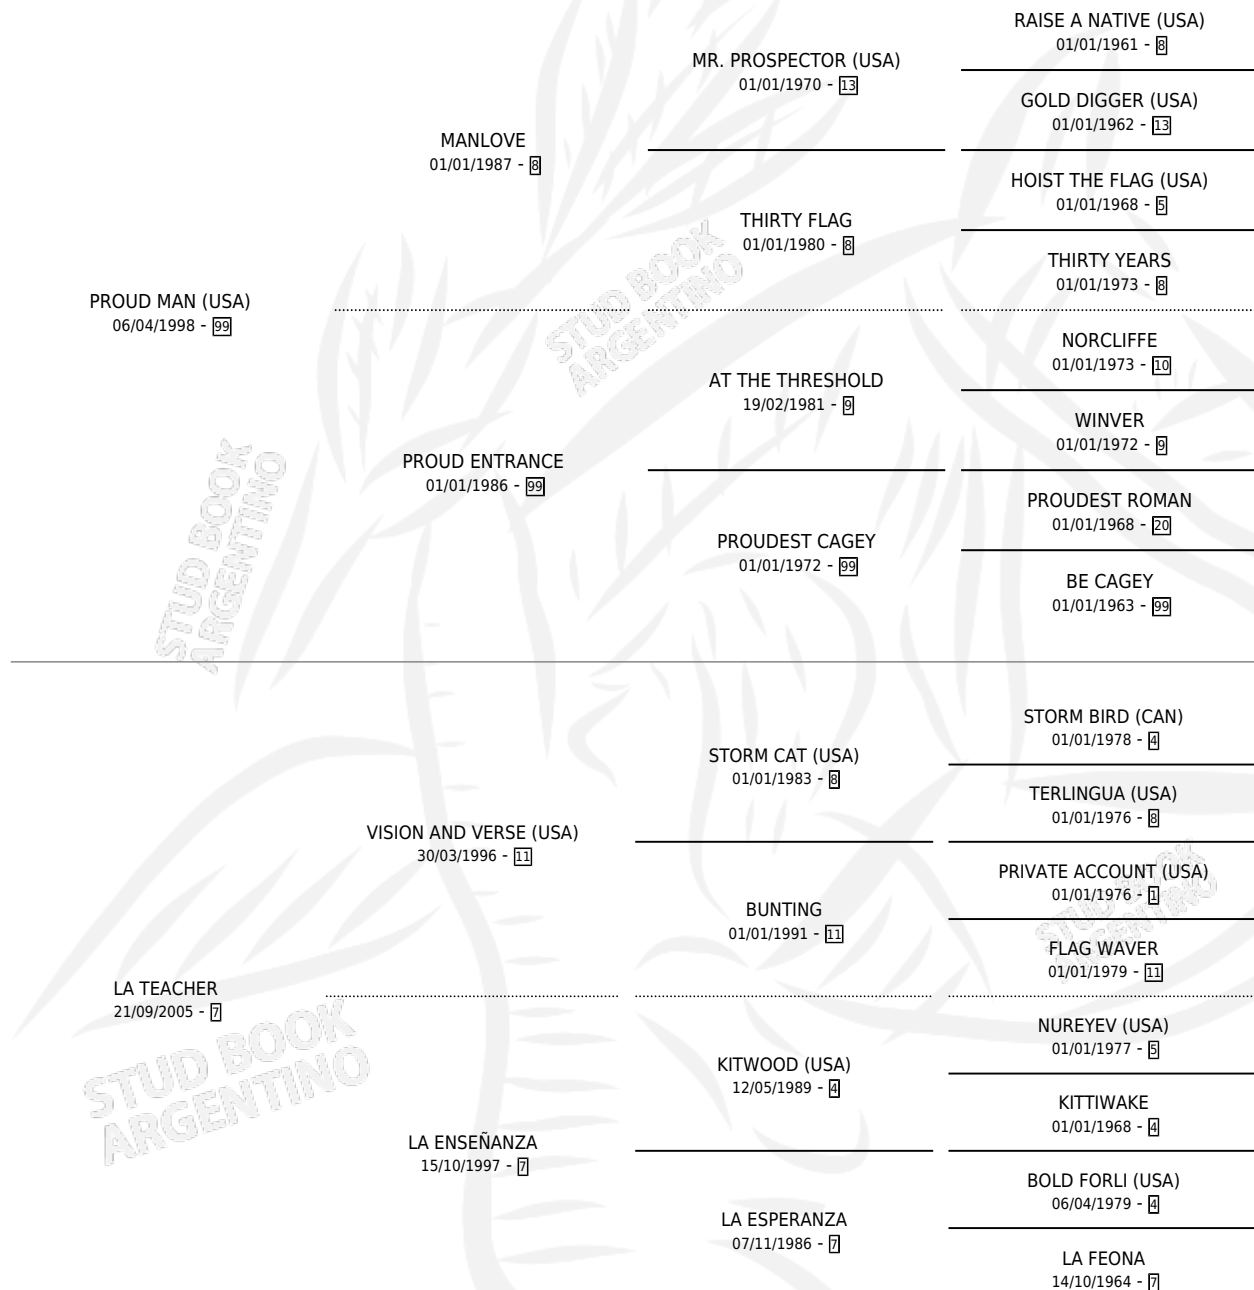 RAISE A NATIVE (USA)
01/01/1961 - 8
MR. PROSPECTOR (USA)
01/01/1970 - 13
GOLD DIGGER (USA)
01/01/1962 - 13
MANLOVE
01/01/1987 - 8
HOIST THE FLAG (USA)
01/01/1968 - 5
THIRTY FLAG
01/01/1980 - 8
THIRTY YEARS
01/01/1973 - 8
PROUD MAN (USA)
06/04/1998 - 99
NORCLIFFE
01/01/1973 - 10
AT THE THRESHOLD
19/02/1981 - 9
WINVER
01/01/1972 - 9
PROUD ENTRANCE
01/01/1986 - 99
PROUDEST ROMAN
01/01/1968 - 20
PROUDEST CAGEY
01/01/1972 - 99
BE CAGEY
01/01/1963 - 99
STORM BIRD (CAN)
01/01/1978 - 4
STORM CAT (USA)
01/01/1983 - 8
TERLINGUA (USA)
01/01/1976 - 8
VISION AND VERSE (USA)
30/03/1996 - 11
PRIVATE ACCOUNT (USA)
01/01/1976 - 1
BUNTING
01/01/1991 - 11
FLAG WAVER
01/01/1979 - 11
LA TEACHER
21/09/2005 - 7
NUREYEV (USA)
01/01/1977 - 5
KITWOOD (USA)
12/05/1989 - 4
KITTIWAKE
01/01/1968 - 4
LA ENSEÑANZA
15/10/1997 - 7
BOLD FORLI (USA)
06/04/1979 - 4
LA ESPERANZA
07/11/1986 - 7
LA FEONA
14/10/1964 - 7
STUD BOOK
ARGENTINO
STUD BOOK
ARGENTINO
STUD BOOK
ARGENTINO
STUD BOOK
ARGENTINO